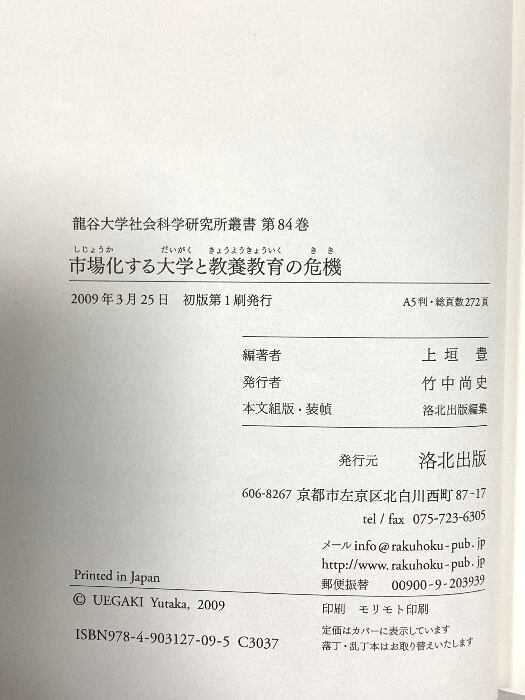 龍谷大学社会科学研究所叢書 第84巻
しじょうか だいがく きょうようきょういく きき
市場化する大学と教養教育の危機
2009年3月25日 初版第1刷発行 A5判・総頁数272頁
編著者 上垣 豊
発行者 竹中尚史
本文組版・装幀 洛北出版編集
発行元 洛北出版
606-8267 京都市左京区北白川西町87-17
tel / fax 075-723-6305
メール info@rakuhoku-pub.jp
http://www.rakuhoku-pub.jp
郵便振替 00900-9-203939
Printed in Japan
© UEGAKI Yutaka, 2009
印刷 モリモト印刷
ISBN978-4-903127-09-5 C3037
定価はカバーに表示しています
落丁・乱丁本はお取り替えいたします